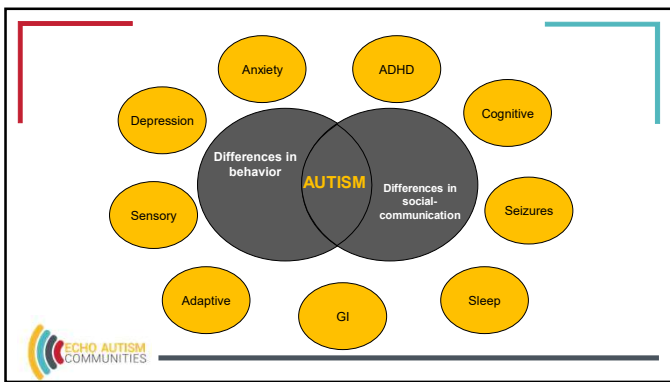 Anxiety
ADHD
Depression
Cognitive
Differences in
behavior
AUTISM
Differences in
social-
communication
Sensory
Seizures
Adaptive
GI
Sleep
ECHO AUTISM
COMMUNITIES